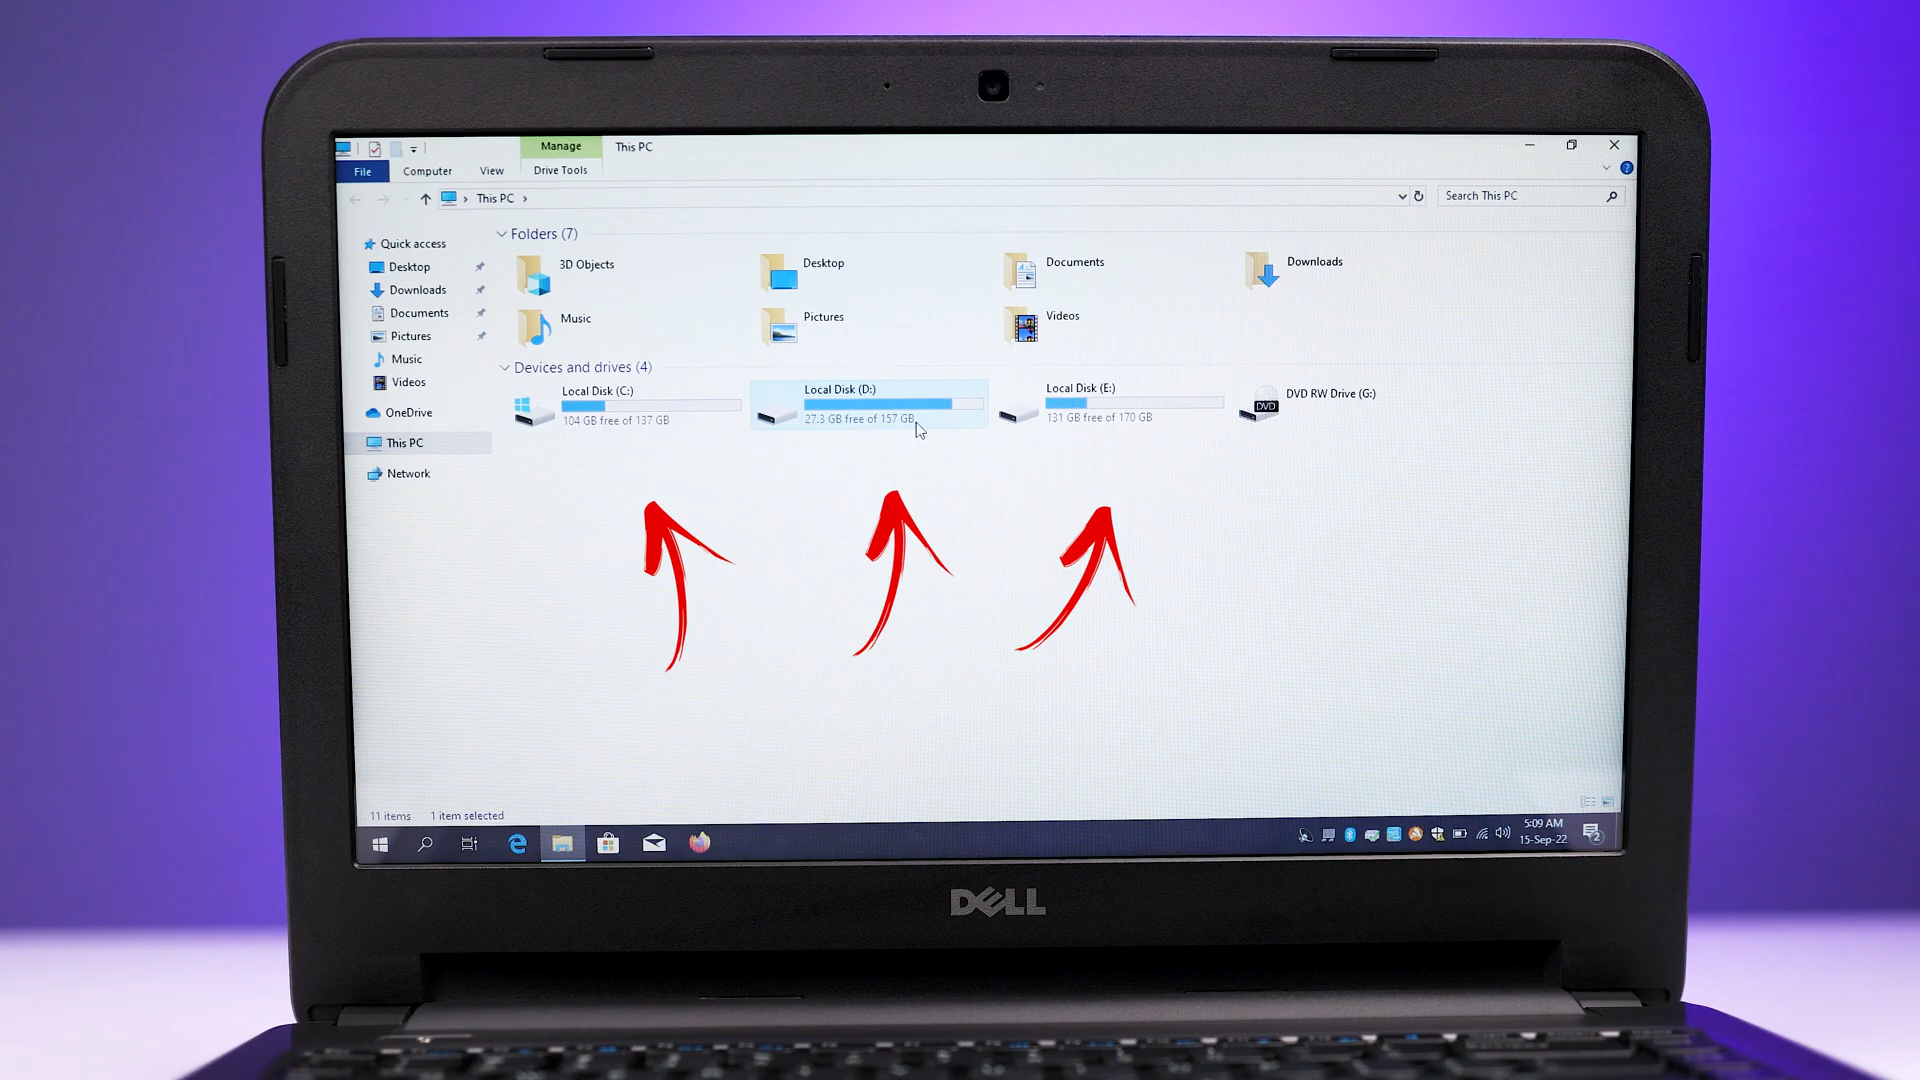 Manage This PC
File Computer View Drive Tools
This PC
Search This PC
Quick access
Desktop
Downloads
Documents
Pictures
Music
Videos
OneDrive
This PC
Network
Folders (7)
3D Objects
Desktop
Documents
Downloads
Music
Pictures
Videos
Devices and drives (4)
Local Disk (C:)
104 GB free of 137 GB
Local Disk (D:)
27.3 GB free of 157 GB
Local Disk (E:)
131 GB free of 170 GB
DVD
DVD RW Drive (G:)
11 items 1 item selected
5:09 AM
15-Sep-22
2
DELL